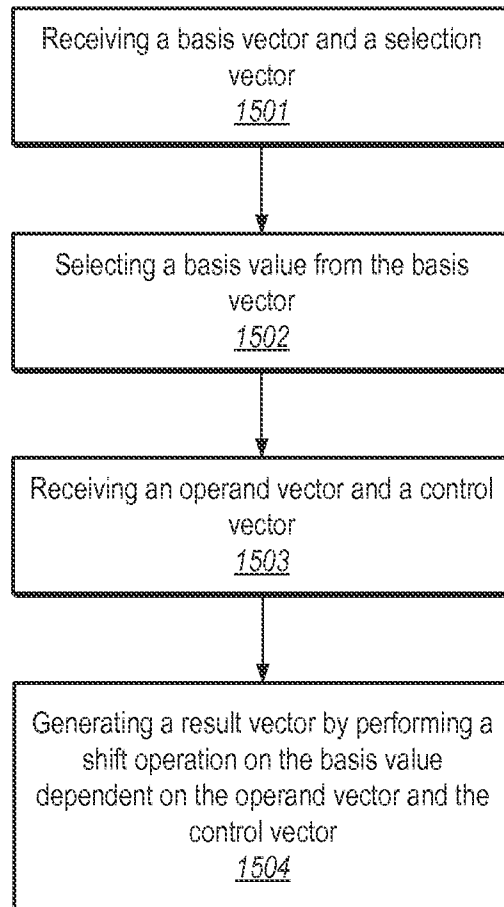 Receiving a basis vector and a selection
vector
1501
Selecting a basis value from the basis
vector
1502
Receiving an operand vector and a control
vector
1503
Generating a result vector by performing a
shift operation on the basis value
dependent on the operand vector and the
control vector
1504